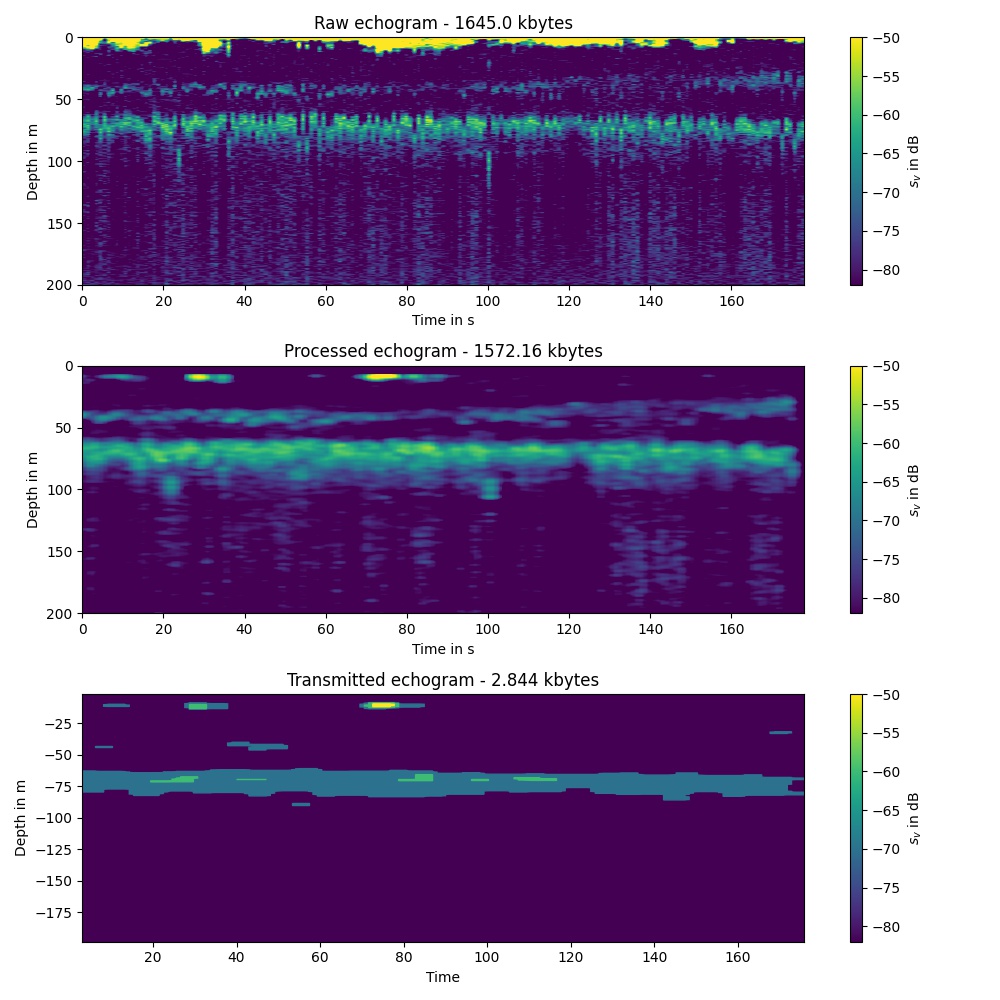 Raw echogram - 1645.0 kbytes
0
50
100
150
200
Depth in m
0 20 40 60 80 100 120 140 160
Time in s
−50
−55
−60
−65
−70
−75
−80
sv in dB
Processed echogram - 1572.16 kbytes
0
50
100
150
200
Depth in m
0 20 40 60 80 100 120 140 160
Time in s
−50
−55
−60
−65
−70
−75
−80
sv in dB
Transmitted echogram - 2.844 kbytes
−25
−50
−75
−100
−125
−150
−175
Depth in m
20 40 60 80 100 120 140 160
Time
−50
−55
−60
−65
−70
−75
−80
sv in dB